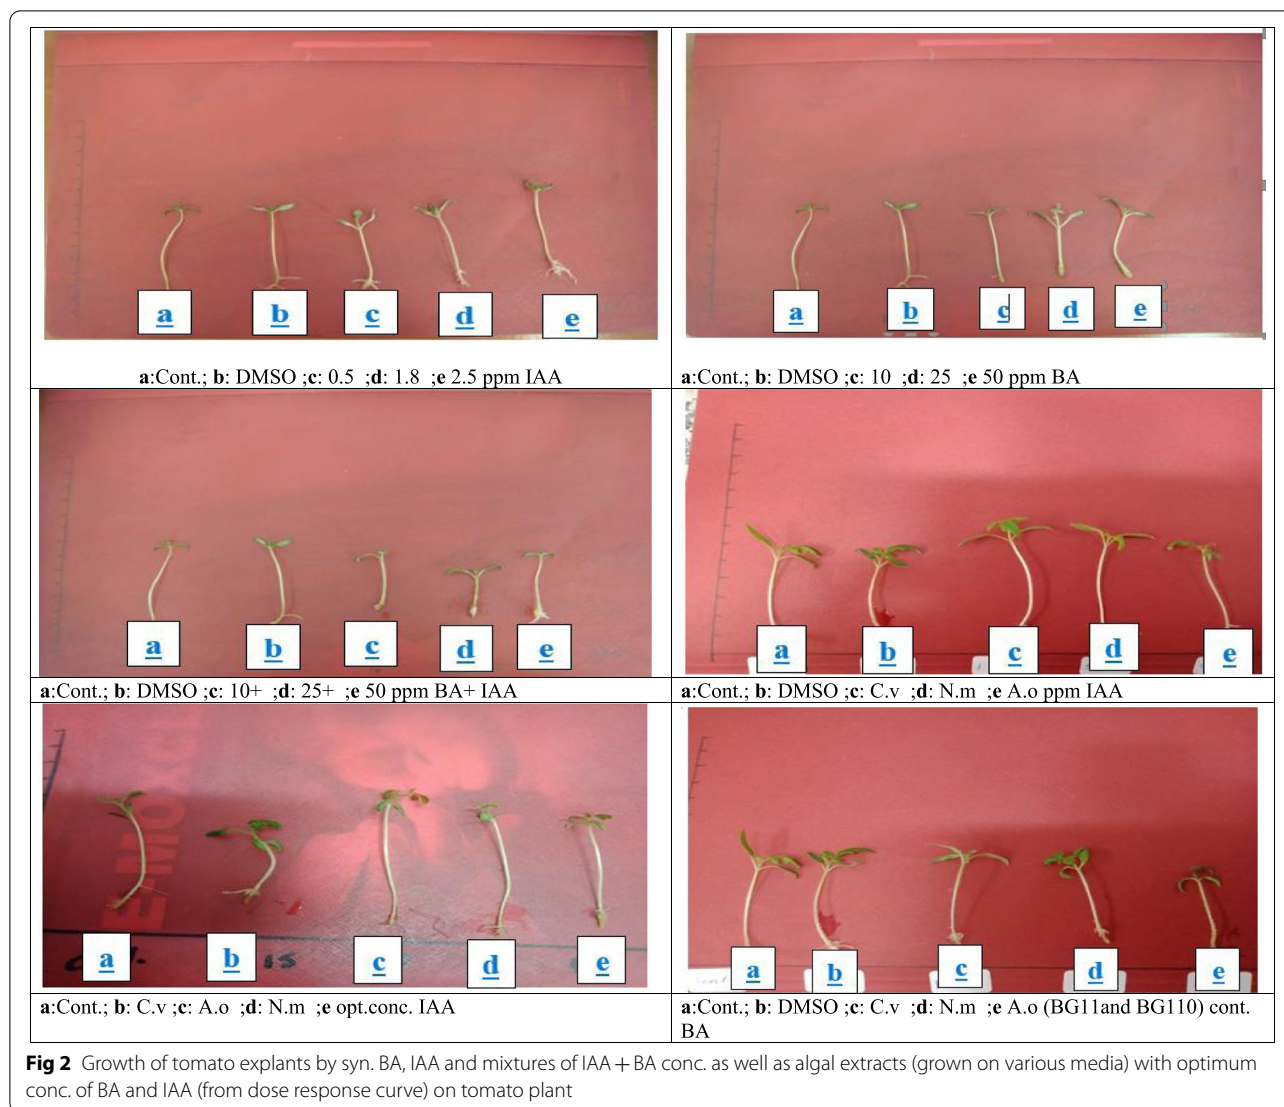 a b c d e
a:Cont.; b: DMSO ;c: 0.5 ;d: 1.8 ;e 2.5 ppm IAA
a b c d e
a:Cont.; b: DMSO ;c: 10 ;d: 25 ;e 50 ppm BA
a b c d e
a:Cont.; b: DMSO ;c: 10+ ;d: 25+ ;e 50 ppm BA+ IAA
a b c d e
a:Cont.; b: DMSO ;c: C.v ;d: N.m ;e A.o ppm IAA
a b c d e
15
a:Cont.; b: C.v ;c: A.o ;d: N.m ;e opt.conc. IAA
a b c d e
a:Cont.; b: DMSO ;c: C.v ;d: N.m ;e A.o (BG11and BG110) cont.
BA
Fig 2 Growth of tomato explants by syn. BA, IAA and mixtures of IAA + BA conc. as well as algal extracts (grown on various media) with optimum
conc. of BA and IAA (from dose response curve) on tomato plant